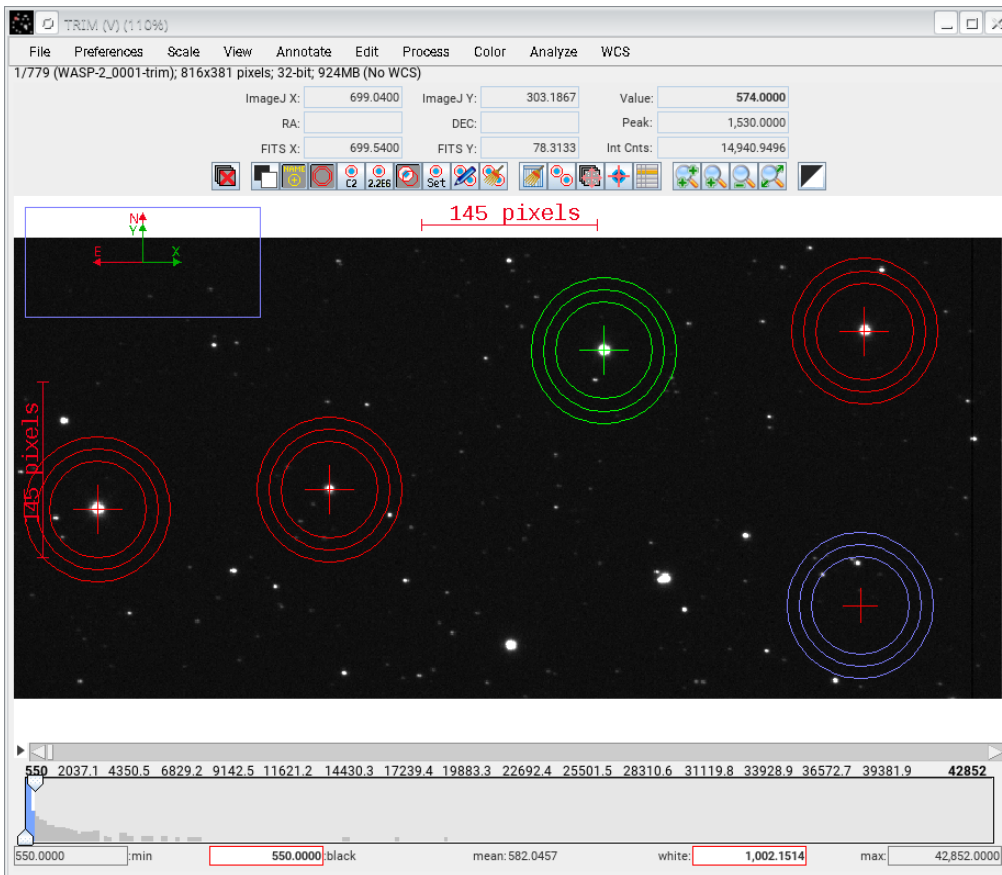 TRIM (V) (110%)
File Preferences Scale View Annotate Edit Process Color Analyze WCS
1/779 (WASP-2_0001-trim); 816x381 pixels; 32-bit; 924MB (No WCS)
ImageJ X: 699.0400 ImageJ Y: 303.1867 Value: 574.0000
RA: DEC: Peak: 1,530.0000
FITS X: 699.5400 FITS Y: 78.3133 Int Cnts: 14,940.9496
NAME C2 2.2E6 Set
145 pixels
N
Y
E X
145 pixels
550 2037.1 4350.5 6829.2 9142.5 11621.2 14430.3 17239.4 19883.3 22692.4 25501.5 28310.6 31119.8 33928.9 36572.7 39381.9 42852
550.0000 :min 550.0000 :black mean: 582.0457 white: 1,002.1514 max: 42,852.0000